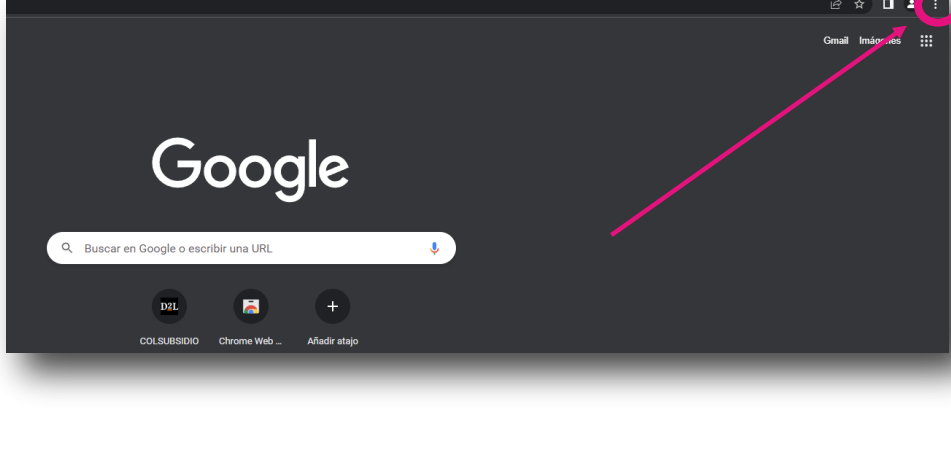 Gmail Imágenes
Google
Buscar en Google o escribir una URL
D2L
COLSUBSIDIO Chrome Web ... Añadir atajo